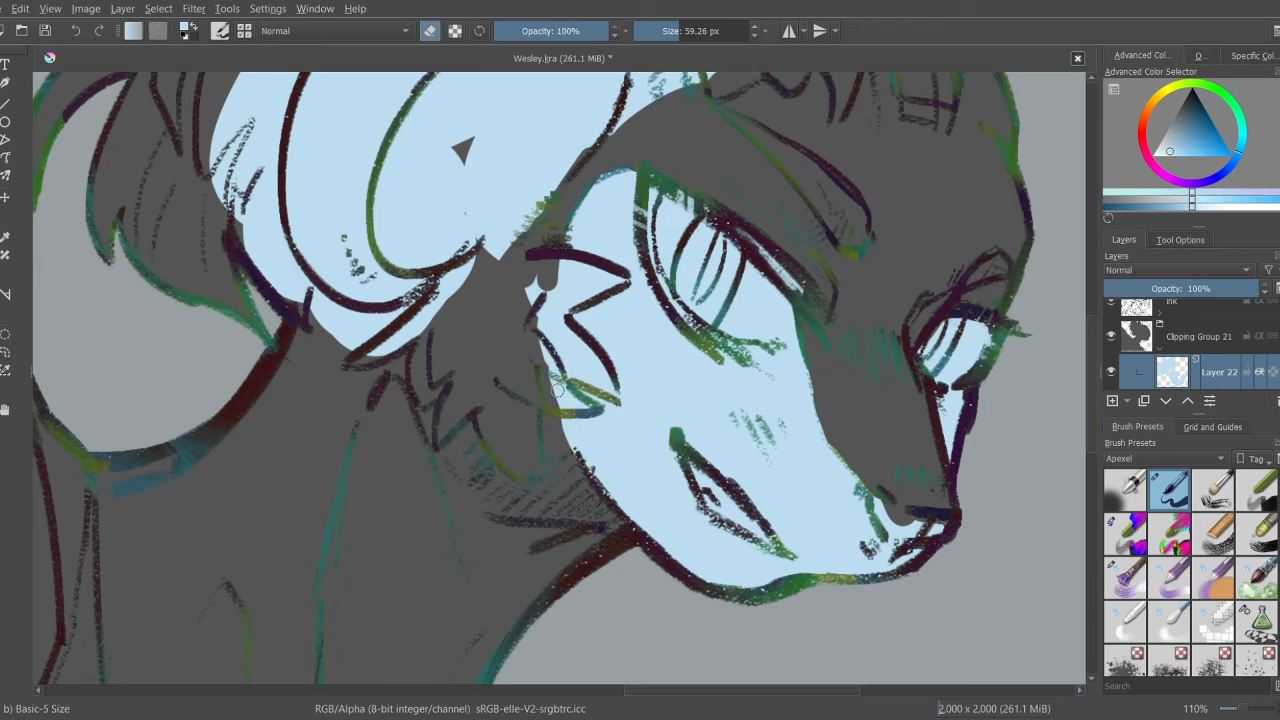 Edit View Image Layer Select Filter Tools Settings Window Help
Normal Opacity: 100% Size: 59.26 px
Wesley.kra (261.1 MiB) *
Advanced Col... O... Specific Col
Advanced Color Selector
Layers Tool Options
Layers
Normal
Opacity: 100%
Ink
Clipping Group 21
Layer 22
Brush Presets Grid and Guides
Brush Presets
Apexel Tag
Search
b) Basic-5 Size RGB/Alpha (8-bit integer/channel) sRGB-elle-V2-srgbtrc.icc 2,000 x 2,000 (261.1 MiB) 110%